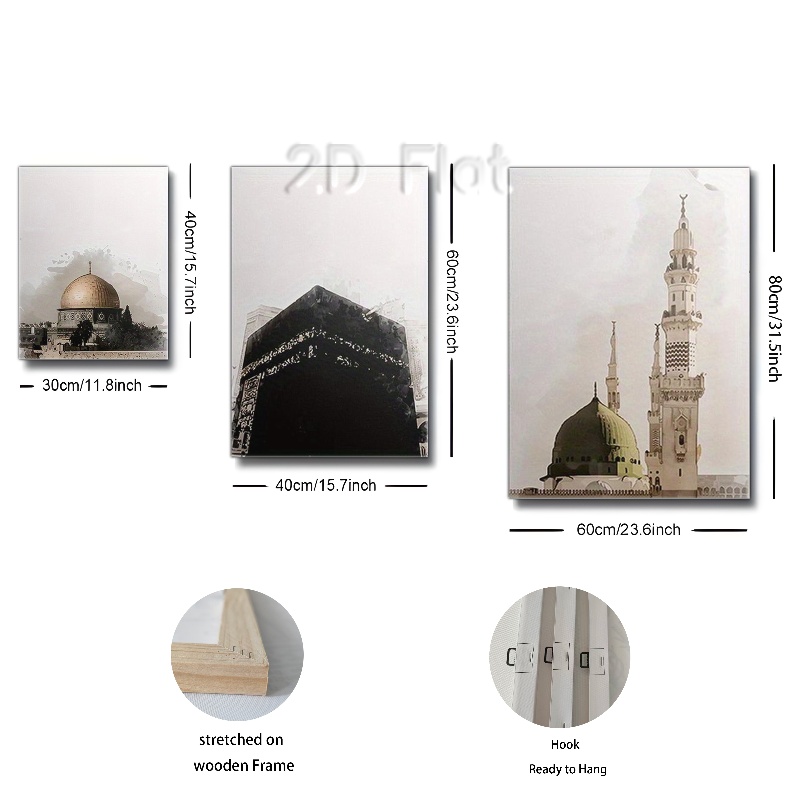 2.D Flat
40cm/15.7inch
60cm/23.6inch
80cm/31.5inch
30cm/11.8inch
40cm/15.7inch
60cm/23.6inch
stretched on
wooden Frame
Hook
Ready to Hang